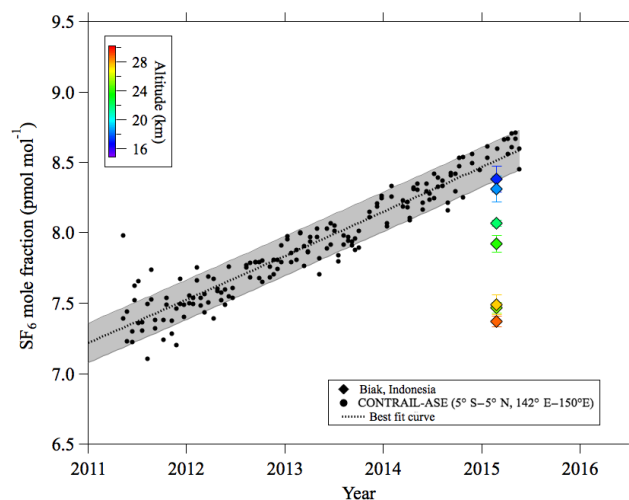 9.5
9.0
8.5
8.0
7.5
7.0
6.5
SF6 mole fraction (pmol mol−1)
28
24
20
16
Altitude (km)
Biak, Indonesia
CONTRAIL-ASE (5° S−5° N, 142° E−150°E)
Best fit curve
2011
2012
2013
2014
2015
2016
Year